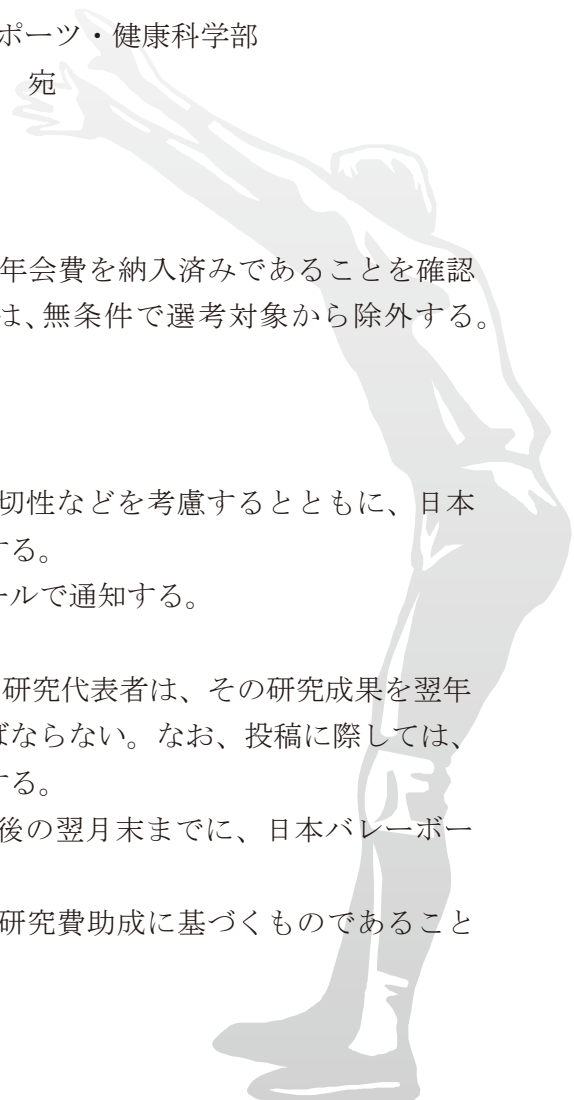 ポーツ・健康科学部
宛
年会費を納入済みであることを確認
は、無条件で選考対象から除外する。
切性などを考慮するとともに、日本
する。
ールで通知する。
研究代表者は、その研究成果を翌年
ばならない。なお、投稿に際しては、
する。
後の翌月末までに、日本バレーボー
研究費助成に基づくものであること